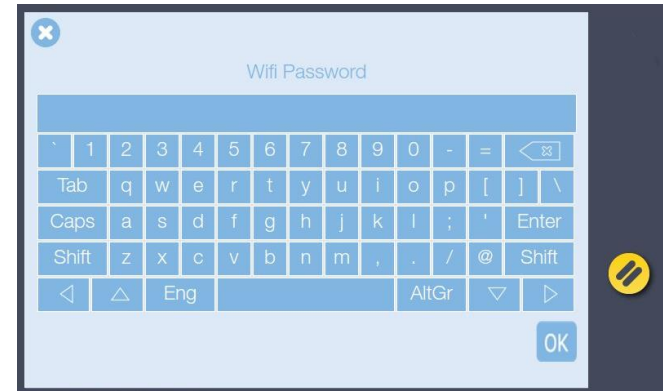 Wifi Password
` 1 2 3 4 5 6 7 8 9 0 - =
Tab q w e r t y u i o p [ ] \
Caps a s d f g h j k l ; ' Enter
Shift z x c v b n m , . / @ Shift
Eng AltGr
OK